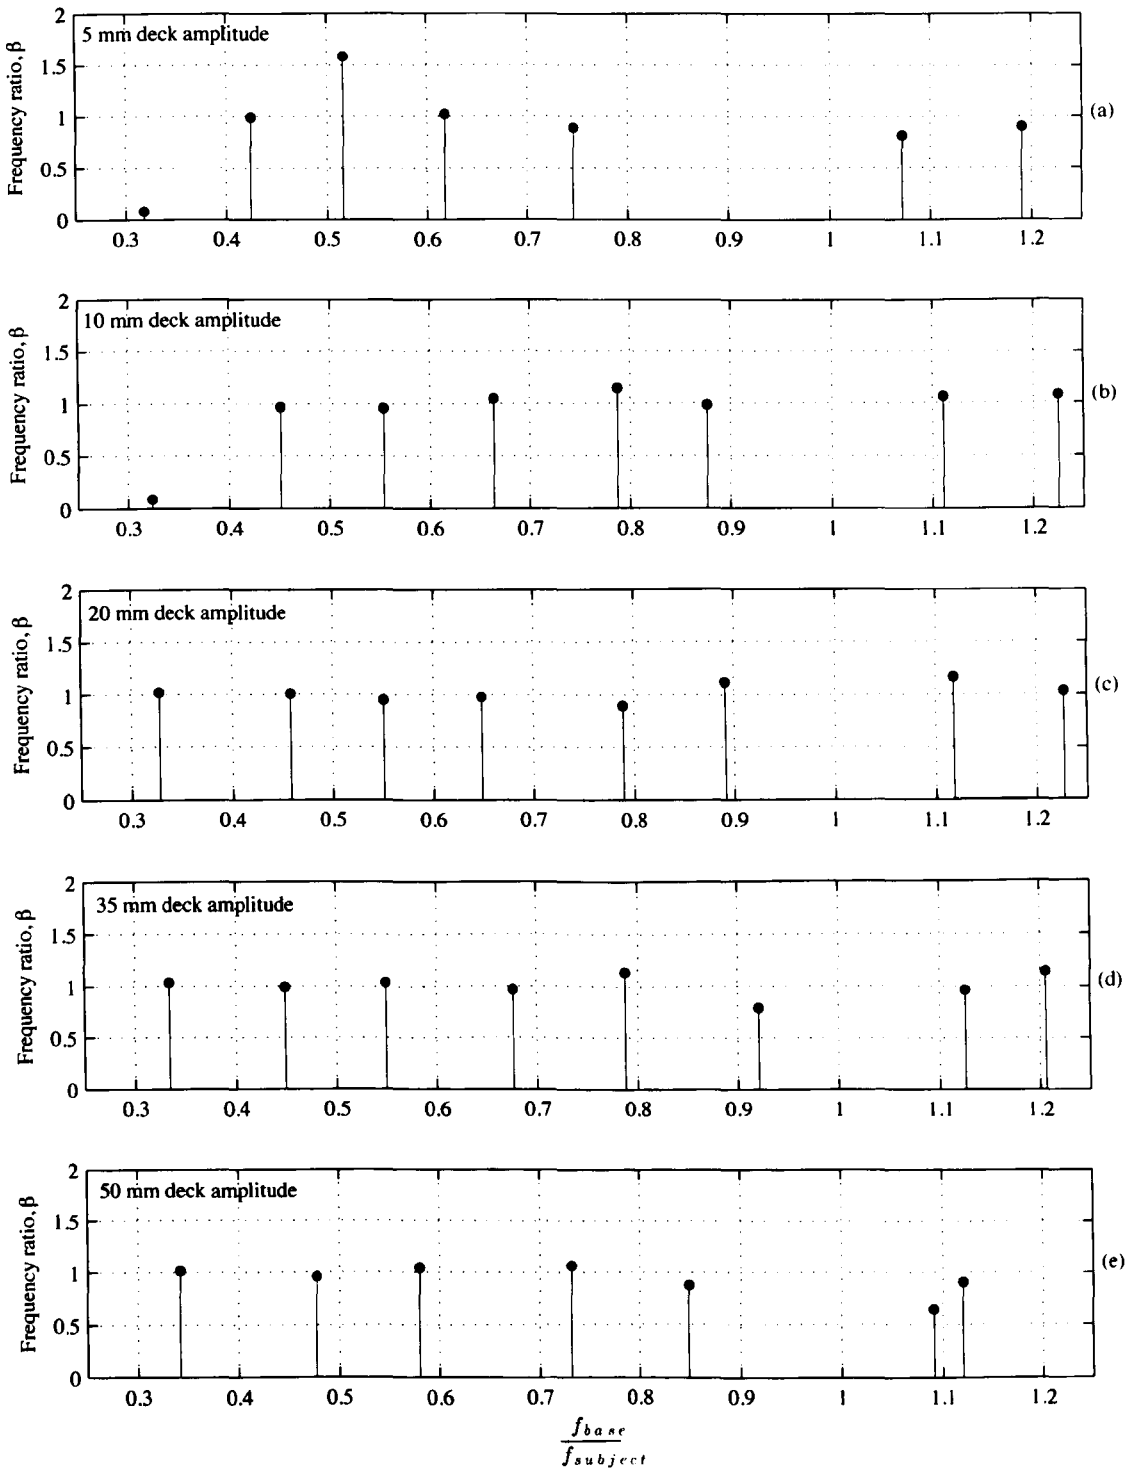 5 mm deck amplitude
Frequency ratio, β
2
1.5
1
0.5
0
0.3 0.4 0.5 0.6 0.7 0.8 0.9 1 1.1 1.2
(a)
10 mm deck amplitude
Frequency ratio, β
2
1.5
1
0.5
0
0.3 0.4 0.5 0.6 0.7 0.8 0.9 1 1.1 1.2
(b)
20 mm deck amplitude
Frequency ratio, β
2
1.5
1
0.5
0
0.3 0.4 0.5 0.6 0.7 0.8 0.9 1 1.1 1.2
(c)
35 mm deck amplitude
Frequency ratio, β
2
1.5
1
0.5
0
0.3 0.4 0.5 0.6 0.7 0.8 0.9 1 1.1 1.2
(d)
50 mm deck amplitude
Frequency ratio, β
2
1.5
1
0.5
0
0.3 0.4 0.5 0.6 0.7 0.8 0.9 1 1.1 1.2
(e)
f base
f subject